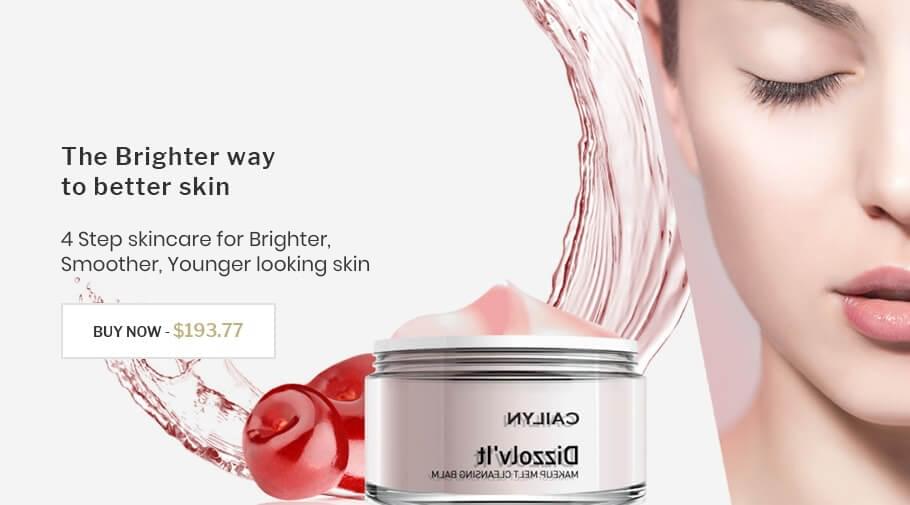 The Brighter way
to better skin
4 Step skincare for Brighter,
Smoother, Younger looking skin
BUY NOW - $193.77
CAILYN
Dizzolv'It
MAKEUP MELT CLEANSING BALM